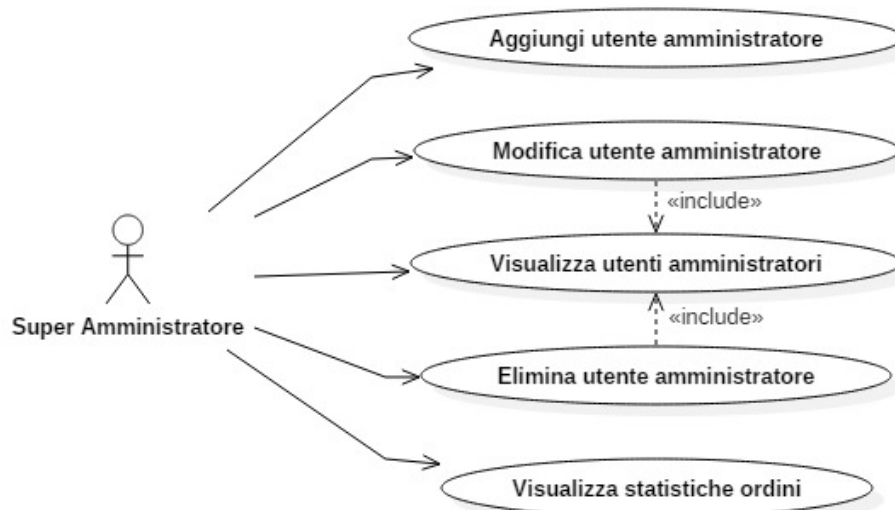 Aggiungi utente amministratore
Modifica utente amministratore
«include»
Visualizza utenti amministratori
«include»
Super Amministratore
Elimina utente amministratore
Visualizza statistiche ordini